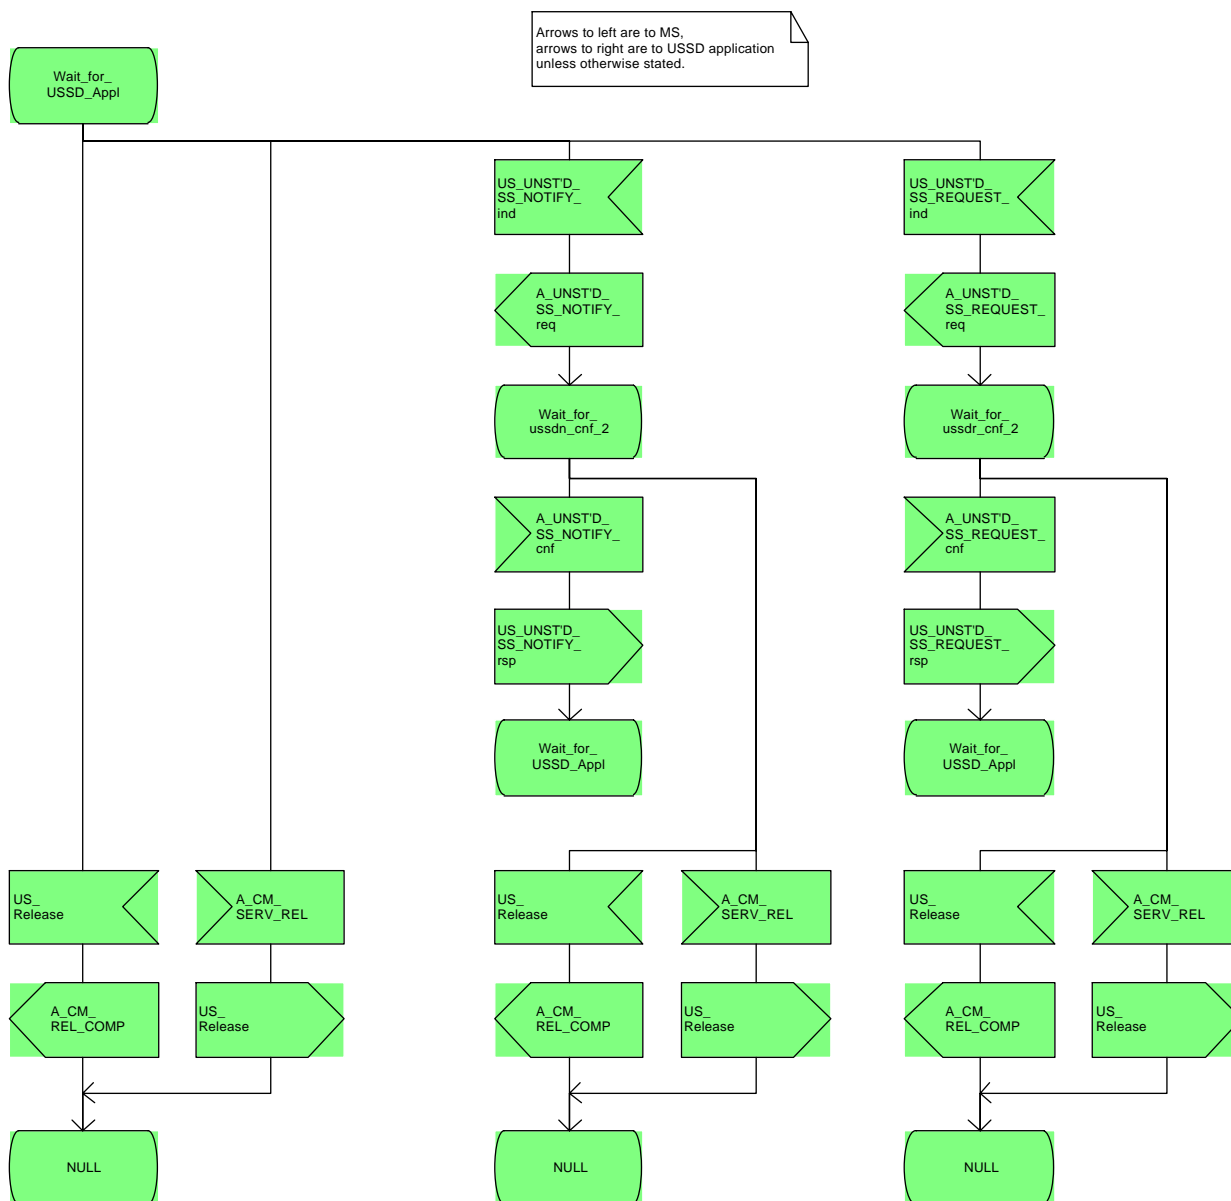 Arrows to left are to MS,
arrows to right are to USSD application
unless otherwise stated.
Wait_for_
USSD_Appl
US_UNST'D_
SS_NOTIFY_
ind
US_UNST'D_
SS_REQUEST_
ind
A_UNST'D_
SS_NOTIFY_
req
A_UNST'D_
SS_REQUEST_
req
Wait_for_
ussdn_cnf_2
Wait_for_
ussdr_cnf_2
A_UNST'D_
SS_NOTIFY_
cnf
A_UNST'D_
SS_REQUEST_
cnf
US_UNST'D_
SS_NOTIFY_
rsp
US_UNST'D_
SS_REQUEST_
rsp
Wait_for_
USSD_Appl
Wait_for_
USSD_Appl
US_
Release
A_CM_
SERV_REL
US_
Release
A_CM_
SERV_REL
US_
Release
A_CM_
SERV_REL
A_CM_
REL_COMP
US_
Release
A_CM_
REL_COMP
US_
Release
A_CM_
REL_COMP
US_
Release
NULL
NULL
NULL